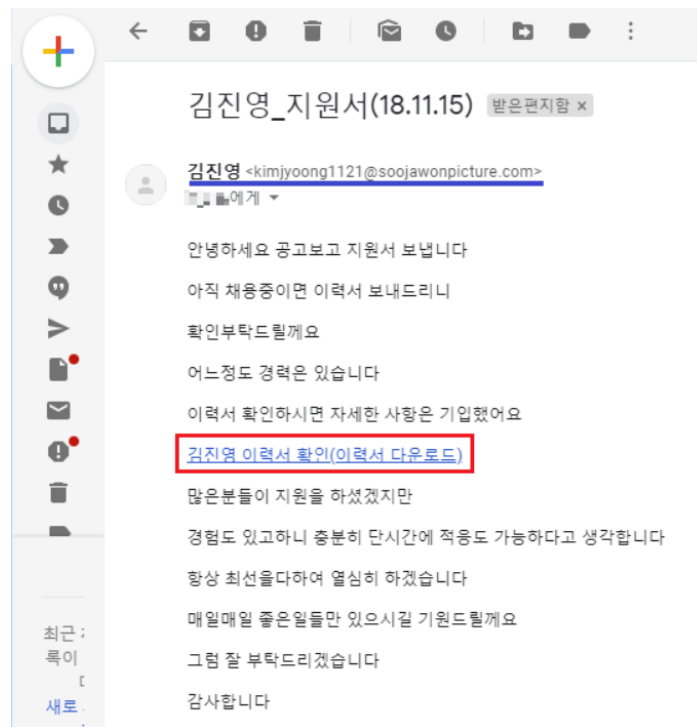 김진영_지원서(18.11.15) 받은편지함 ×
김진영 <kimjyoong1121@soojawonpicture.com>
에게
안녕하세요 공고보고 지원서 보냅니다
아직 채용중이면 이력서 보내드리니
확인부탁드릴께요
어느정도 경력은 있습니다
이력서 확인하시면 자세한 사항은 기입했어요
김진영 이력서 확인(이력서 다운로드)
많은분들이 지원을 하셨겠지만
경험도 있고하니 충분히 단시간에 적응도 가능하다고 생각합니다
항상 최선을다하여 열심히 하겠습니다
매일매일 좋은일들만 있으시길 기원드릴께요
그럼 잘 부탁드리겠습니다
감사합니다
최근
록이
새로